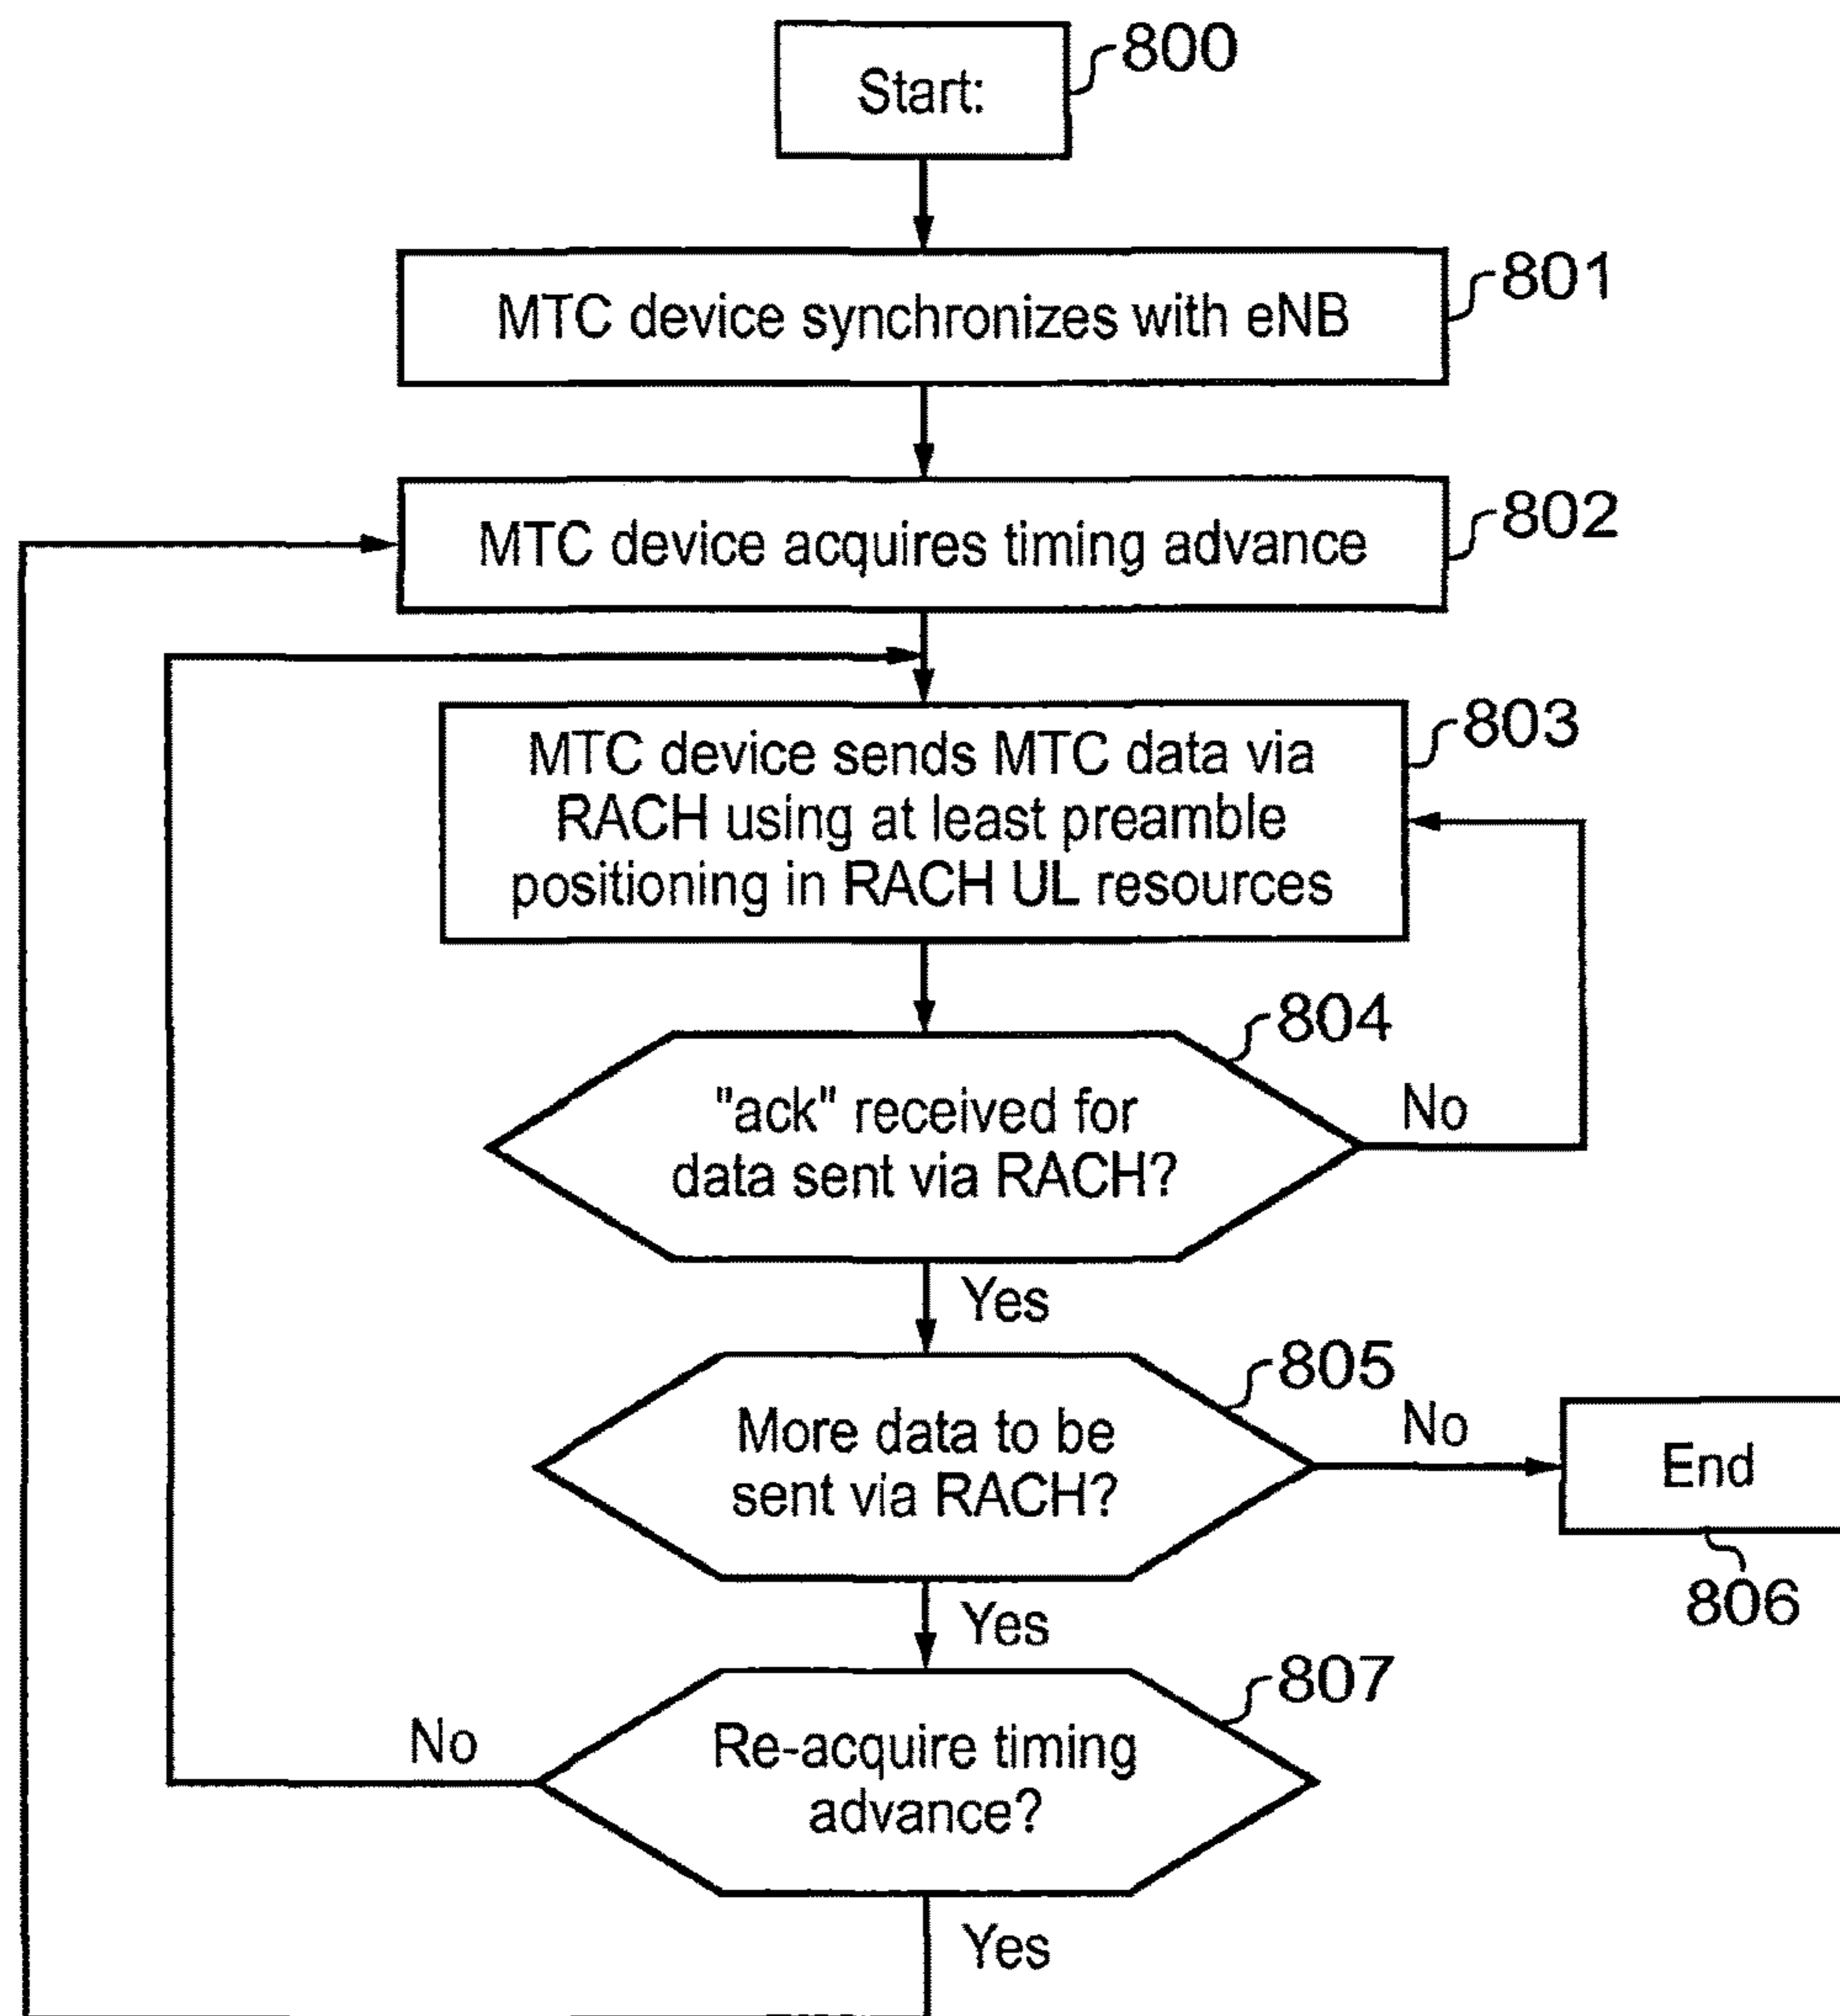 Start:
800
MTC device synchronizes with eNB
801
MTC device acquires timing advance
802
MTC device sends MTC data via
RACH using at least preamble
positioning in RACH UL resources
803
"ack" received for
data sent via RACH?
804
No
Yes
More data to be
sent via RACH?
805
No
End
806
Yes
Re-acquire timing
advance?
807
No
Yes